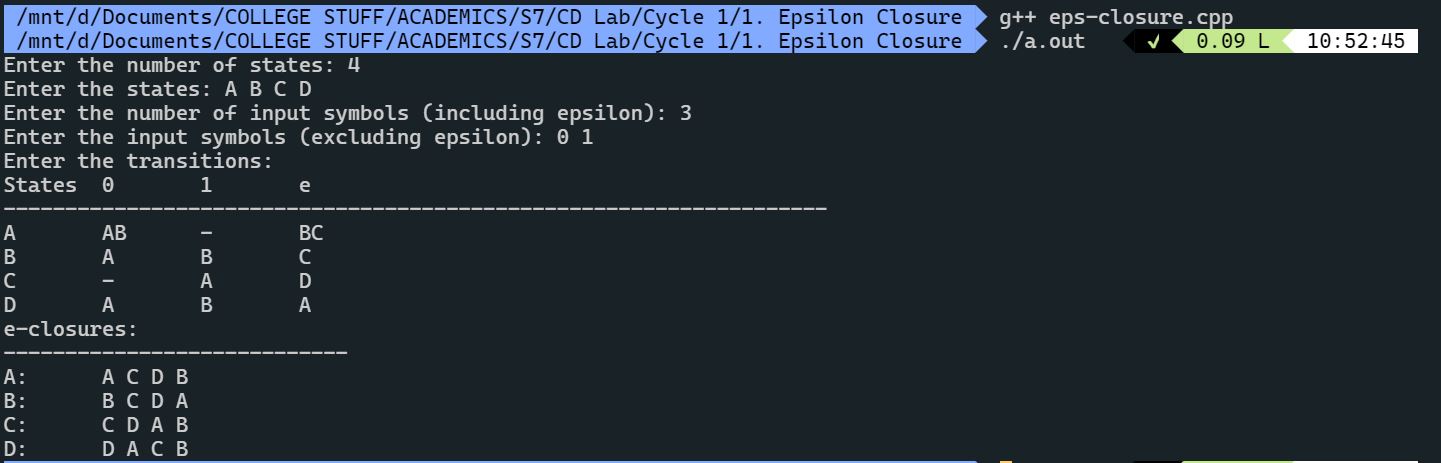 /mnt/d/Documents/COLLEGE STUFF/ACADEMICS/S7/CD Lab/Cycle 1/1. Epsilon Closure g++ eps-closure.cpp
/mnt/d/Documents/COLLEGE STUFF/ACADEMICS/S7/CD Lab/Cycle 1/1. Epsilon Closure ./a.out ✓ 0.09 L 10:52:45
Enter the number of states: 4
Enter the states: A B C D
Enter the number of input symbols (including epsilon): 3
Enter the input symbols (excluding epsilon): 0 1
Enter the transitions:
States 0 1 e
-------------------------------------------------------------------
A AB - BC
B A B C
C - A D
D A B A
e-closures:
----------------------------
A: A C D B
B: B C D A
C: C D A B
D: D A C B